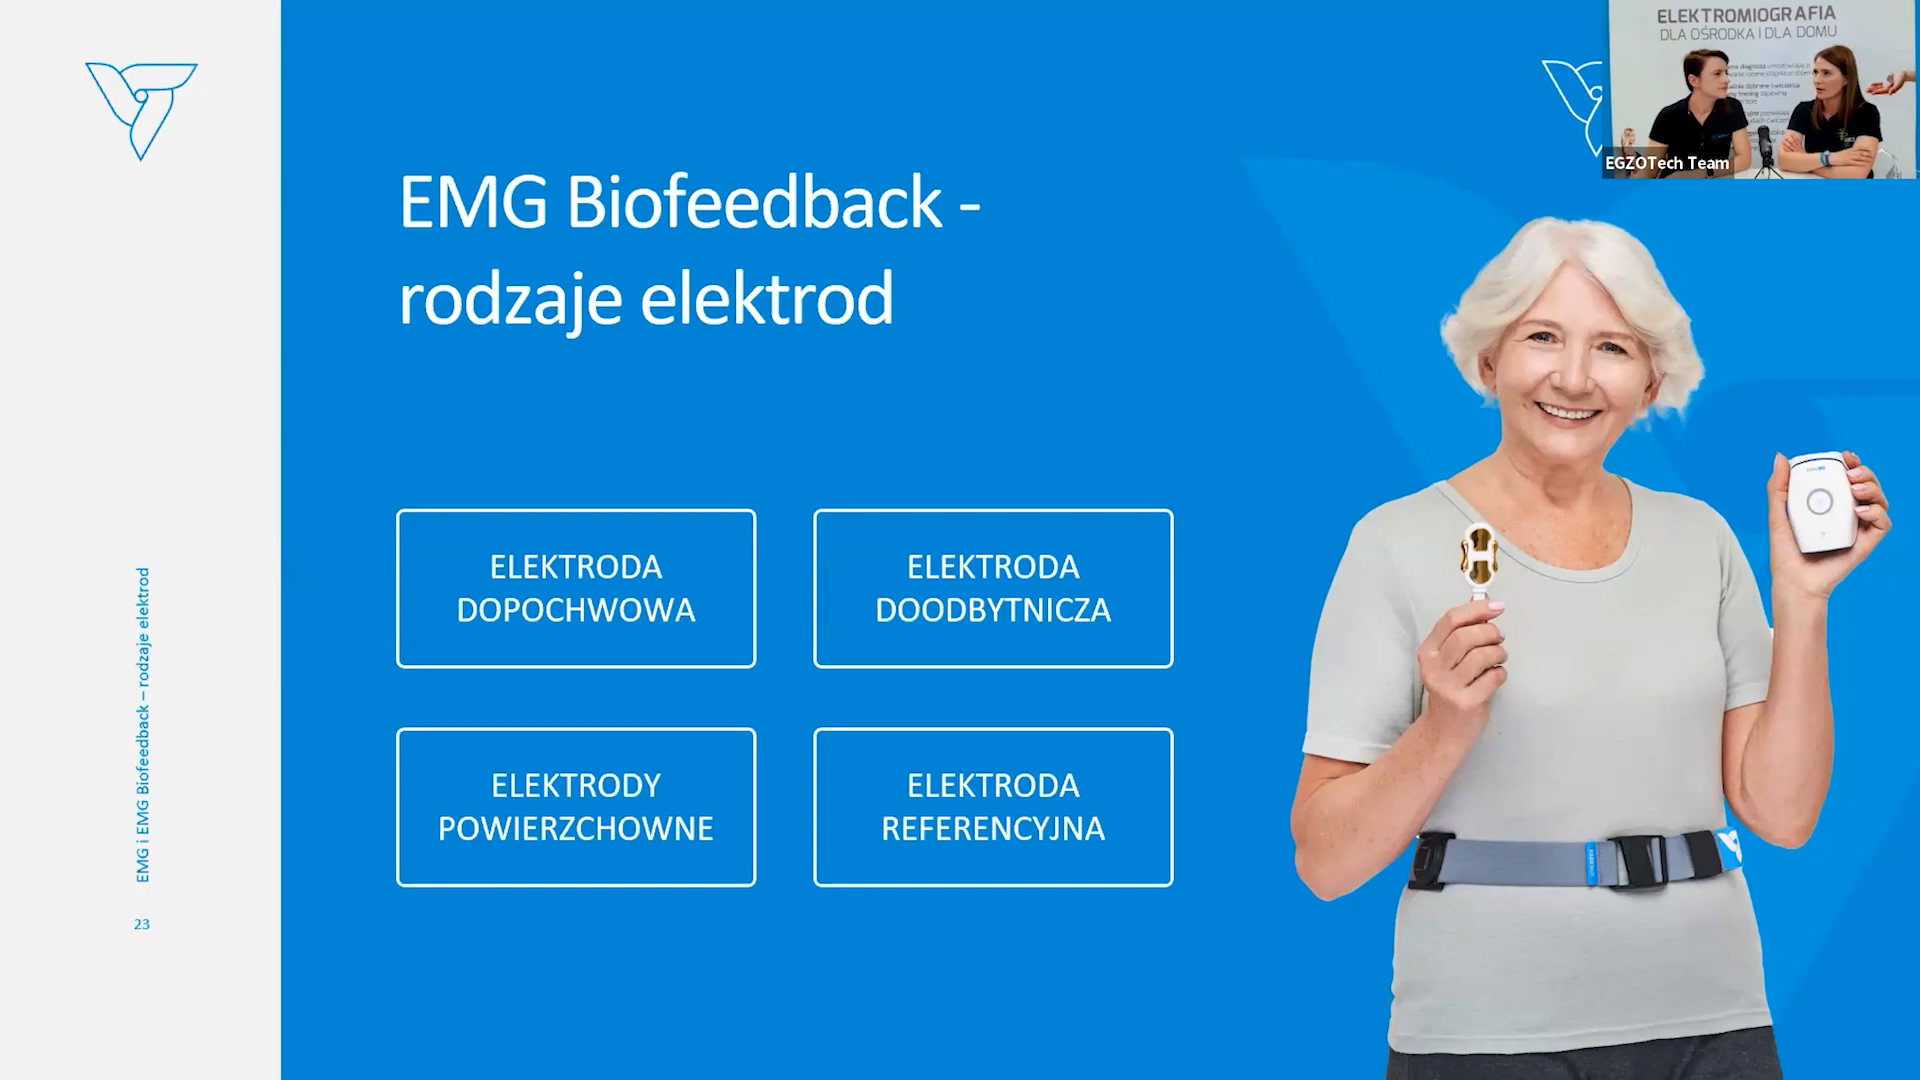 EMG Biofeedback -
rodzaje elektrod
ELEKTRODA
DOPOCHWOWA
ELEKTRODA
DOODBYTNICZA
ELEKTRODY
POWIERZCHOWNE
ELEKTRODA
REFERENCYJNA
EMG i EMG Biofeedback – rodzaje elektrod
23
ELEKTROMIOGRAFIA
DLA OŚRODKA I DLA DOMU
EGZOTech Team